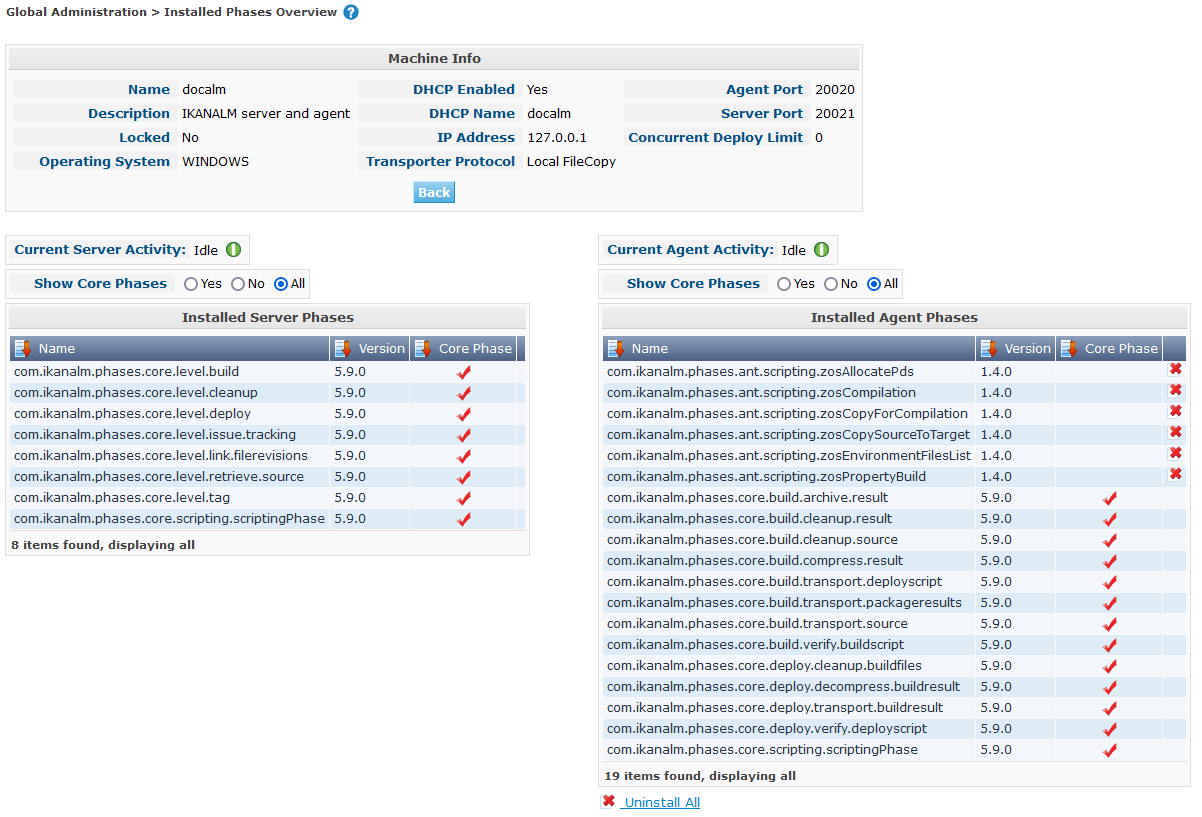 Global Administration > Installed Phases Overview ?
Machine Info
Name docalm DHCP Enabled Yes Agent Port 20020
Description IKANALM server and agent DHCP Name docalm Server Port 20021
Locked No IP Address 127.0.0.1 Concurrent Deploy Limit 0
Operating System WINDOWS Transporter Protocol Local FileCopy
Back
Current Server Activity: Idle
Show Core Phases Yes No All
Installed Server Phases
Name Version Core Phase
com.ikanalm.phases.core.level.build 5.9.0
com.ikanalm.phases.core.level.cleanup 5.9.0
com.ikanalm.phases.core.level.deploy 5.9.0
com.ikanalm.phases.core.level.issue.tracking 5.9.0
com.ikanalm.phases.core.level.link.filerevisions 5.9.0
com.ikanalm.phases.core.level.retrieve.source 5.9.0
com.ikanalm.phases.core.level.tag 5.9.0
com.ikanalm.phases.core.scripting.scriptingPhase 5.9.0
8 items found, displaying all
Current Agent Activity: Idle
Show Core Phases Yes No All
Installed Agent Phases
Name Version Core Phase
com.ikanalm.phases.ant.scripting.zosAllocatePds 1.4.0
com.ikanalm.phases.ant.scripting.zosCompilation 1.4.0
com.ikanalm.phases.ant.scripting.zosCopyForCompilation 1.4.0
com.ikanalm.phases.ant.scripting.zosCopySourceToTarget 1.4.0
com.ikanalm.phases.ant.scripting.zosEnvironmentFilesList 1.4.0
com.ikanalm.phases.ant.scripting.zosPropertyBuild 1.4.0
com.ikanalm.phases.core.build.archive.result 5.9.0
com.ikanalm.phases.core.build.cleanup.result 5.9.0
com.ikanalm.phases.core.build.cleanup.source 5.9.0
com.ikanalm.phases.core.build.compress.result 5.9.0
com.ikanalm.phases.core.build.transport.deployscript 5.9.0
com.ikanalm.phases.core.build.transport.packageresults 5.9.0
com.ikanalm.phases.core.build.transport.source 5.9.0
com.ikanalm.phases.core.build.verify.buildscript 5.9.0
com.ikanalm.phases.core.deploy.cleanup.buildfiles 5.9.0
com.ikanalm.phases.core.deploy.decompress.buildresult 5.9.0
com.ikanalm.phases.core.deploy.transport.buildresult 5.9.0
com.ikanalm.phases.core.deploy.verify.deployscript 5.9.0
com.ikanalm.phases.core.scripting.scriptingPhase 5.9.0
19 items found, displaying all
Uninstall All